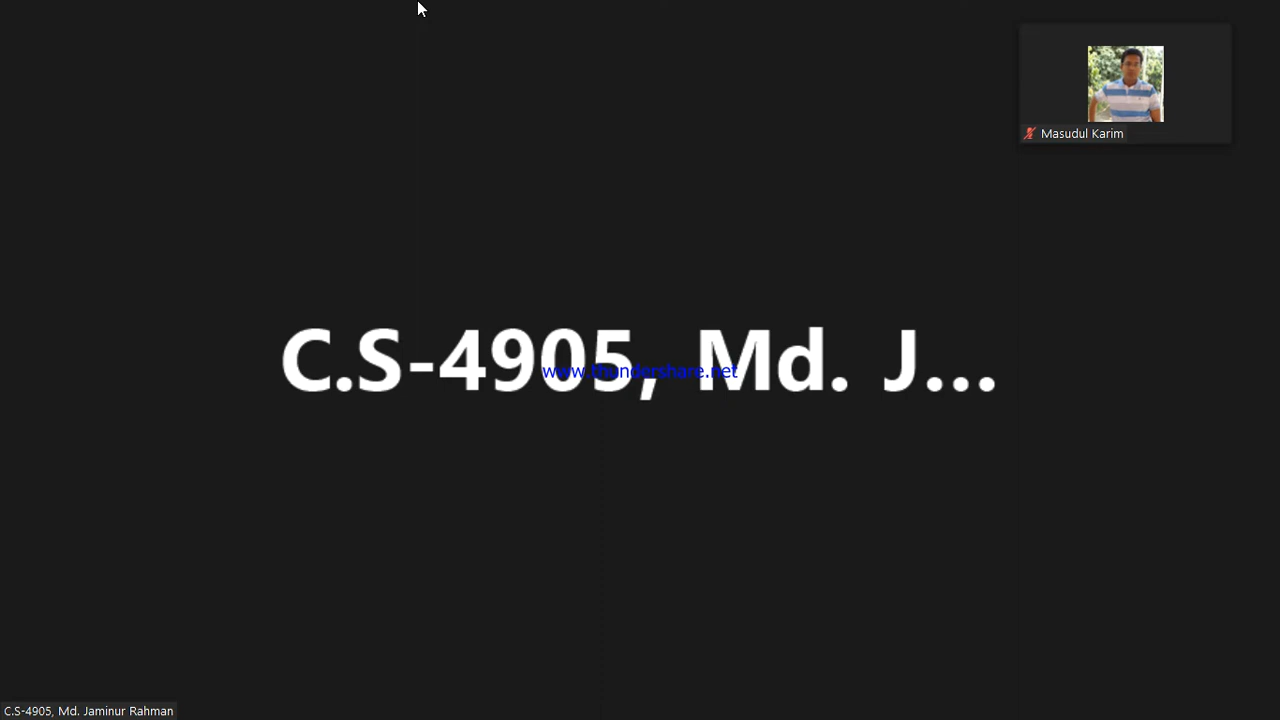 Masudul Karim
C.S-4905, Md. J...
www.thundershare.net
C.S-4905, Md. Jaminur Rahman